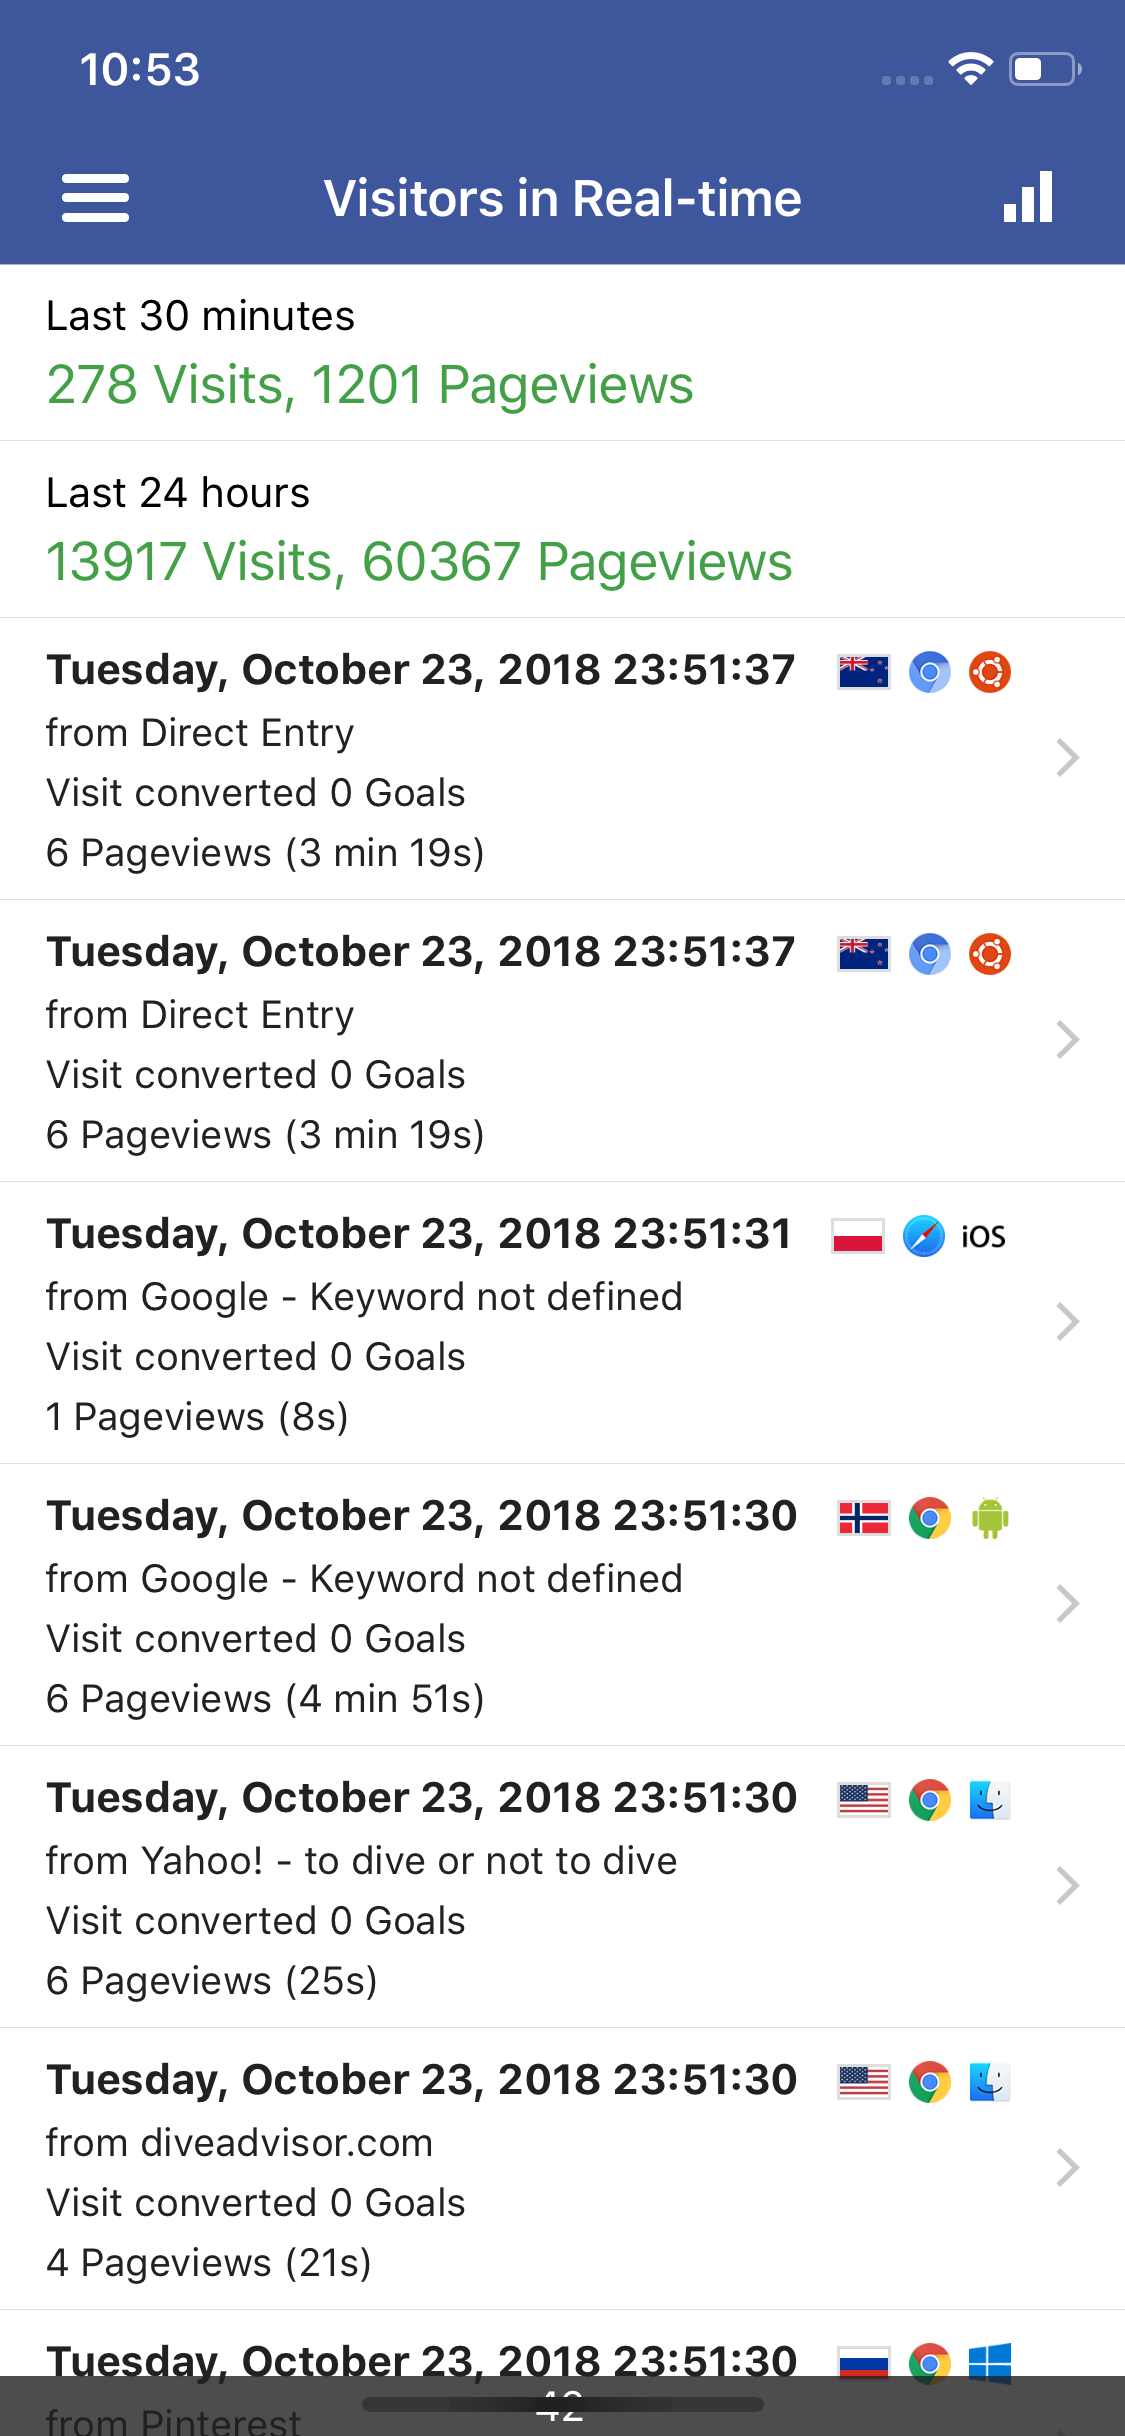 10:53
Visitors in Real-time
Last 30 minutes
278 Visits, 1201 Pageviews
Last 24 hours
13917 Visits, 60367 Pageviews
Tuesday, October 23, 2018 23:51:37
from Direct Entry
Visit converted 0 Goals
6 Pageviews (3 min 19s)
Tuesday, October 23, 2018 23:51:37
from Direct Entry
Visit converted 0 Goals
6 Pageviews (3 min 19s)
Tuesday, October 23, 2018 23:51:31 iOS
from Google - Keyword not defined
Visit converted 0 Goals
1 Pageviews (8s)
Tuesday, October 23, 2018 23:51:30
from Google - Keyword not defined
Visit converted 0 Goals
6 Pageviews (4 min 51s)
Tuesday, October 23, 2018 23:51:30
from Yahoo! - to dive or not to dive
Visit converted 0 Goals
6 Pageviews (25s)
Tuesday, October 23, 2018 23:51:30
from diveadvisor.com
Visit converted 0 Goals
4 Pageviews (21s)
Tuesday, October 23, 2018 23:51:30
from Pinterest